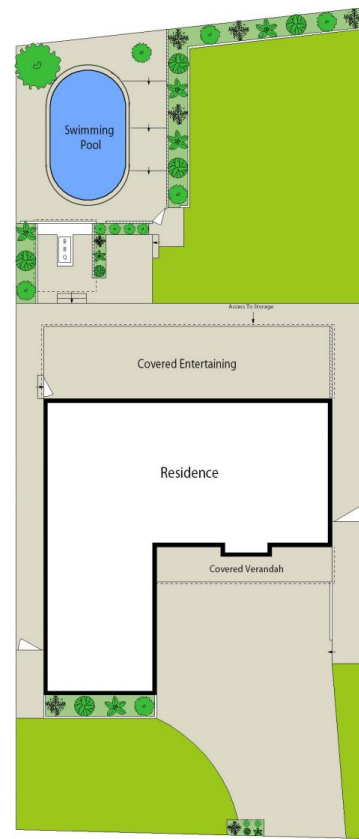 Swimming
Pool
B
B
Q
Access To Storage
Covered Entertaining
Residence
Covered Verandah